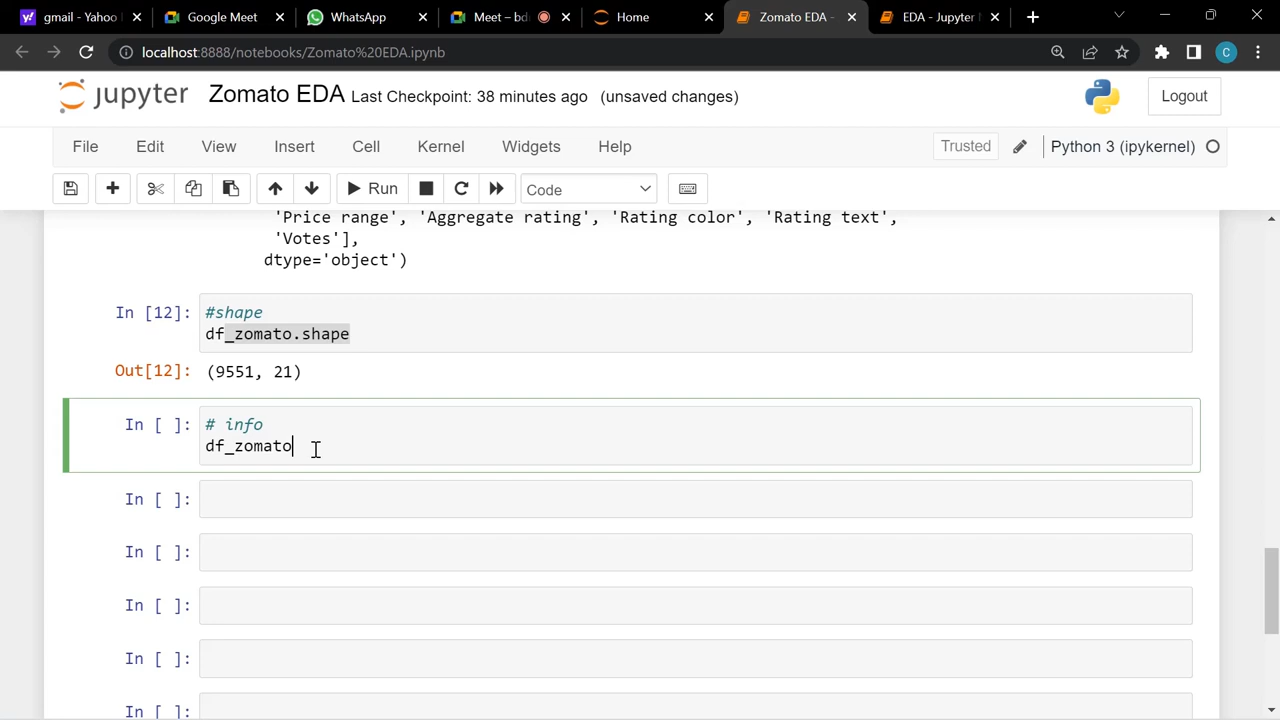 gmail - Yahoo
Google Meet
WhatsApp
Meet – bd
Home
Zomato EDA -
EDA - Jupyter
localhost:8888/notebooks/Zomato%20EDA.ipynb
C
jupyter Zomato EDA Last Checkpoint: 38 minutes ago (unsaved changes)
Logout
File Edit View Insert Cell Kernel Widgets Help
Trusted
Python 3 (ipykernel)
Run
Code
'Price range', 'Aggregate rating', 'Rating color', 'Rating text',
'Votes'],
dtype='object')
In [12]: #shape
df_zomato.shape
Out[12]: (9551, 21)
In [ ]: # info
df_zomato
In [ ]:
In [ ]:
In [ ]:
In [ ]:
In [ ]: